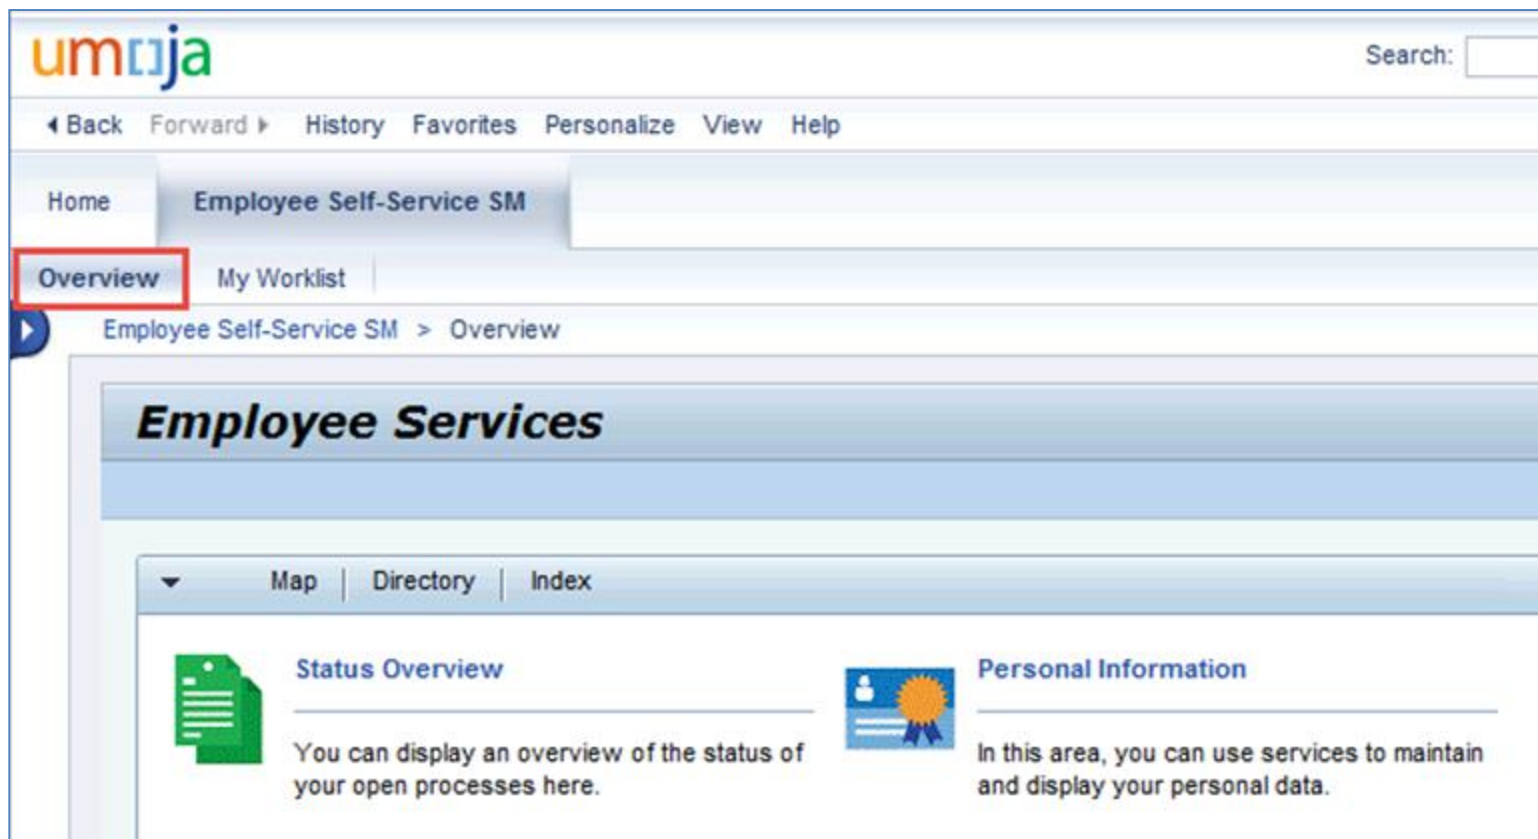 umoja
Search:
Back Forward History Favorites Personalize View Help
Home Employee Self-Service SM
Overview My Worklist
Employee Self-Service SM > Overview
Employee Services
Map Directory Index
Status Overview
You can display an overview of the status of
your open processes here.
Personal Information
In this area, you can use services to maintain
and display your personal data.